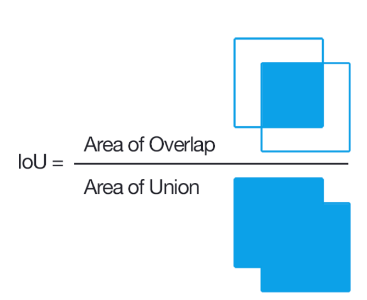 Area of Overlap
IoU =
Area of Union